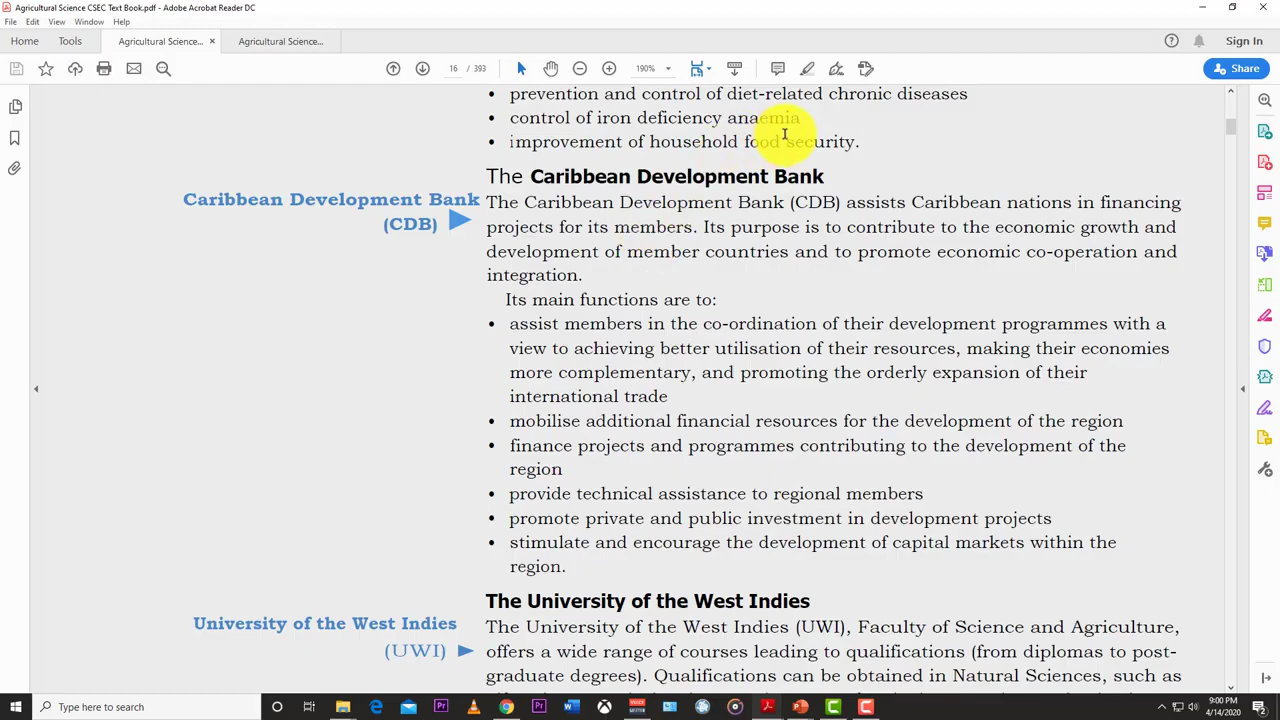 Agricultural Science CSEC Text Book.pdf - Adobe Acrobat Reader DC
File Edit View Window Help
Home Tools Agricultural Science... × Agricultural Science... Sign In
16 / 393 190% Share
• prevention and control of diet-related chronic diseases
• control of iron deficiency anaemia
• improvement of household food security.
The Caribbean Development Bank
Caribbean Development Bank
(CDB)
The Caribbean Development Bank (CDB) assists Caribbean nations in financing
projects for its members. Its purpose is to contribute to the economic growth and
development of member countries and to promote economic co-operation and
integration.
Its main functions are to:
• assist members in the co-ordination of their development programmes with a
view to achieving better utilisation of their resources, making their economies
more complementary, and promoting the orderly expansion of their
international trade
• mobilise additional financial resources for the development of the region
• finance projects and programmes contributing to the development of the
region
• provide technical assistance to regional members
• promote private and public investment in development projects
• stimulate and encourage the development of capital markets within the
region.
The University of the West Indies
University of the West Indies
(UWI)
The University of the West Indies (UWI), Faculty of Science and Agriculture,
offers a wide range of courses leading to qualifications (from diplomas to post-
graduate degrees). Qualifications can be obtained in Natural Sciences, such as
Type here to search
9:00 PM
4/14/2020